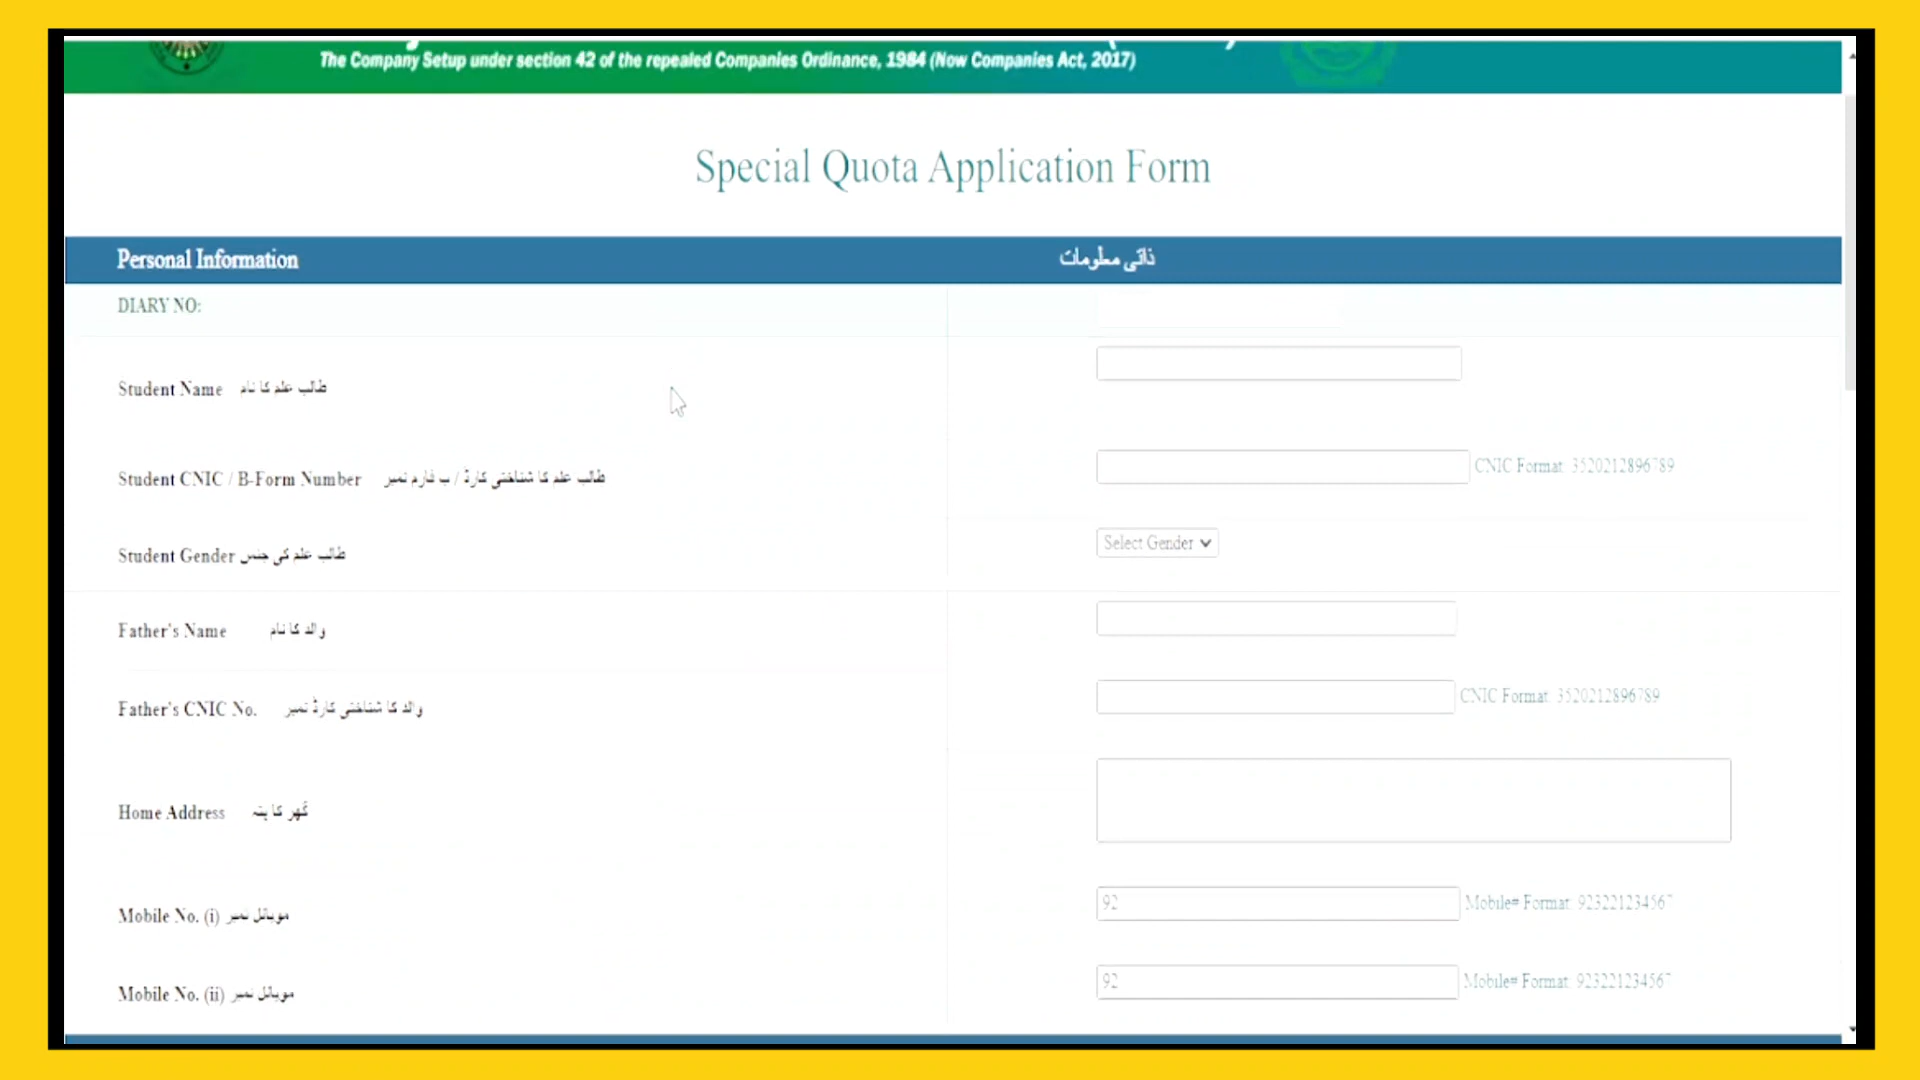 The Company Setup under section 42 of the repealed Companies Ordinance, 1984 (Now Companies Act, 2017)
Special Quota Application Form
Personal Information ذاتی معلومات
DIARY NO:
Student Name طالب علم کا نام
Student CNIC / B-Form Number طالب علم کا شناختی کارڈ / ب فارم نمبر CNIC Format: 3520212896789
Student Gender طالب علم کی جنس Select Gender
Father's Name والد کا نام
Father's CNIC No. والد کا شناختی کارڈ نمبر CNIC Format: 3520212896789
Home Address گھر کا پتہ
Mobile No. (i) موبائل نمبر 92 Mobile# Format: 923221234567
Mobile No. (ii) موبائل نمبر 92 Mobile# Format: 923221234567